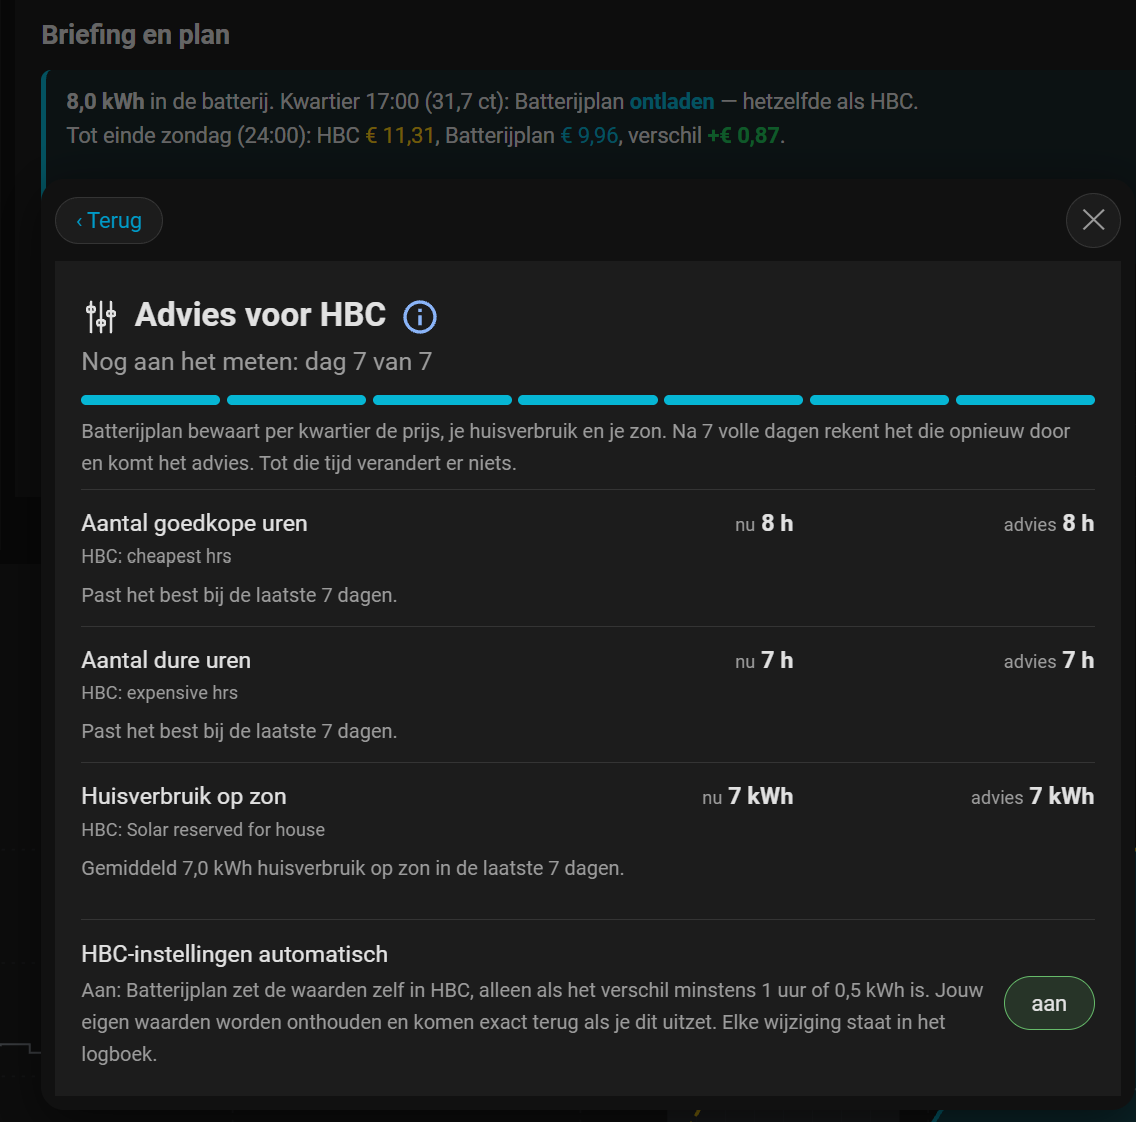 Briefing en plan
8,0 kWh in de batterij. Kwartier 17:00 (31,7 ct): Batterijplan ontladen — hetzelfde als HBC.
Tot einde zondag (24:00): HBC € 11,31, Batterijplan € 9,96, verschil +€ 0,87.
‹ Terug
Advies voor HBC
Nog aan het meten: dag 7 van 7
Batterijplan bewaart per kwartier de prijs, je huisverbruik en je zon. Na 7 volle dagen rekent het die opnieuw door
en komt het advies. Tot die tijd verandert er niets.
Aantal goedkope uren nu 8 h advies 8 h
HBC: cheapest hrs
Past het best bij de laatste 7 dagen.
Aantal dure uren nu 7 h advies 7 h
HBC: expensive hrs
Past het best bij de laatste 7 dagen.
Huisverbruik op zon nu 7 kWh advies 7 kWh
HBC: Solar reserved for house
Gemiddeld 7,0 kWh huisverbruik op zon in de laatste 7 dagen.
HBC-instellingen automatisch
Aan: Batterijplan zet de waarden zelf in HBC, alleen als het verschil minstens 1 uur of 0,5 kWh is. Jouw
eigen waarden worden onthouden en komen exact terug als je dit uitzet. Elke wijziging staat in het
logboek.
aan